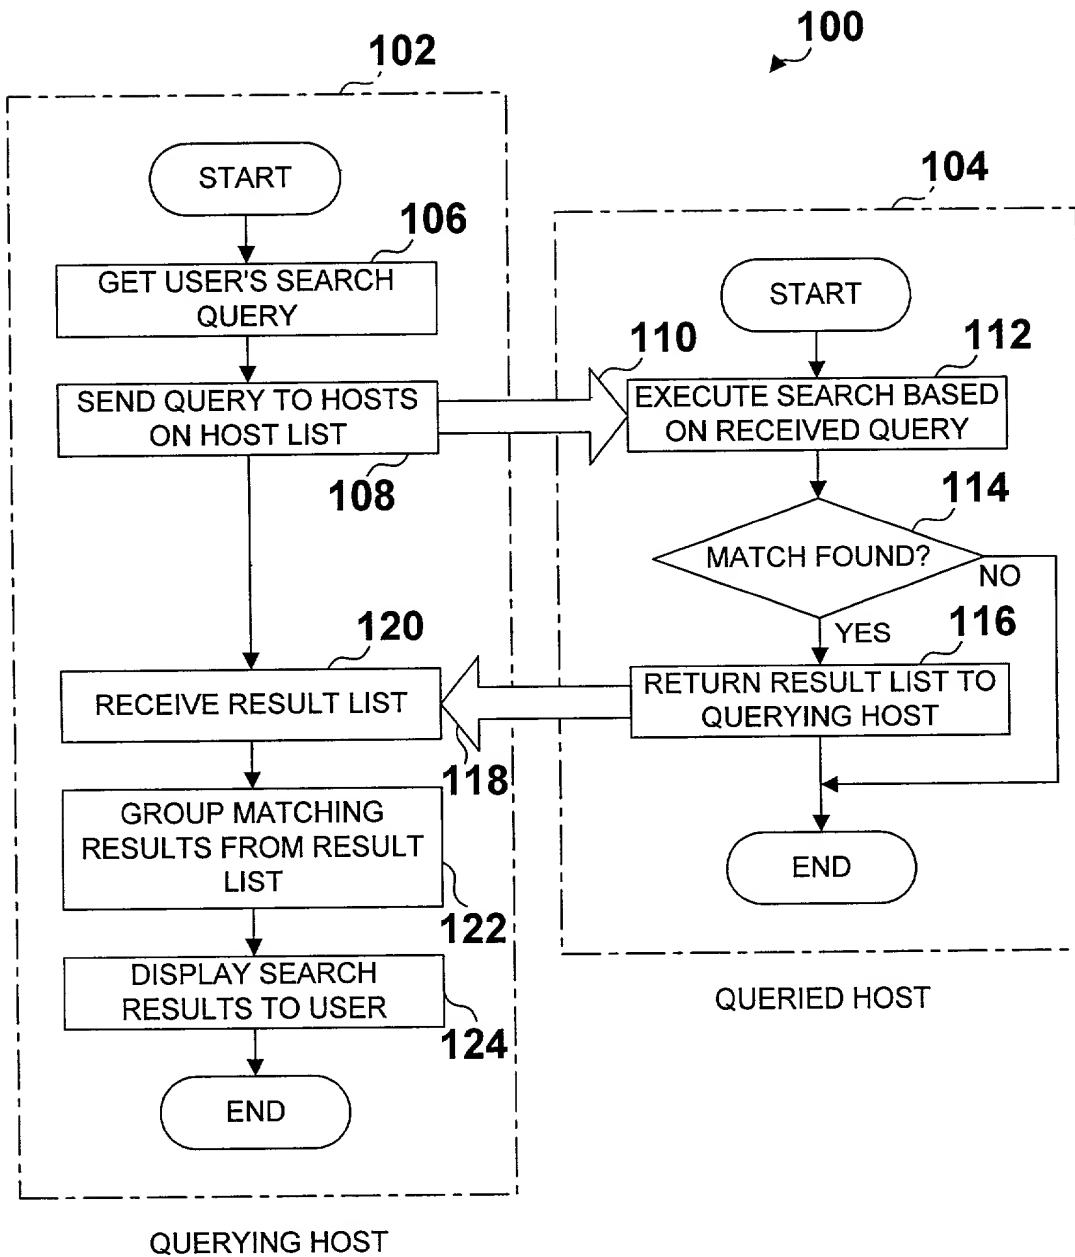 100
102
START
106
GET USER'S SEARCH
QUERY
SEND QUERY TO HOSTS
ON HOST LIST
108
120
RECEIVE RESULT LIST
118
GROUP MATCHING
RESULTS FROM RESULT
LIST
122
DISPLAY SEARCH
RESULTS TO USER
124
END
QUERYING HOST
104
START
110
112
EXECUTE SEARCH BASED
ON RECEIVED QUERY
114
MATCH FOUND?
NO
YES
116
RETURN RESULT LIST TO
QUERYING HOST
END
QUERIED HOST